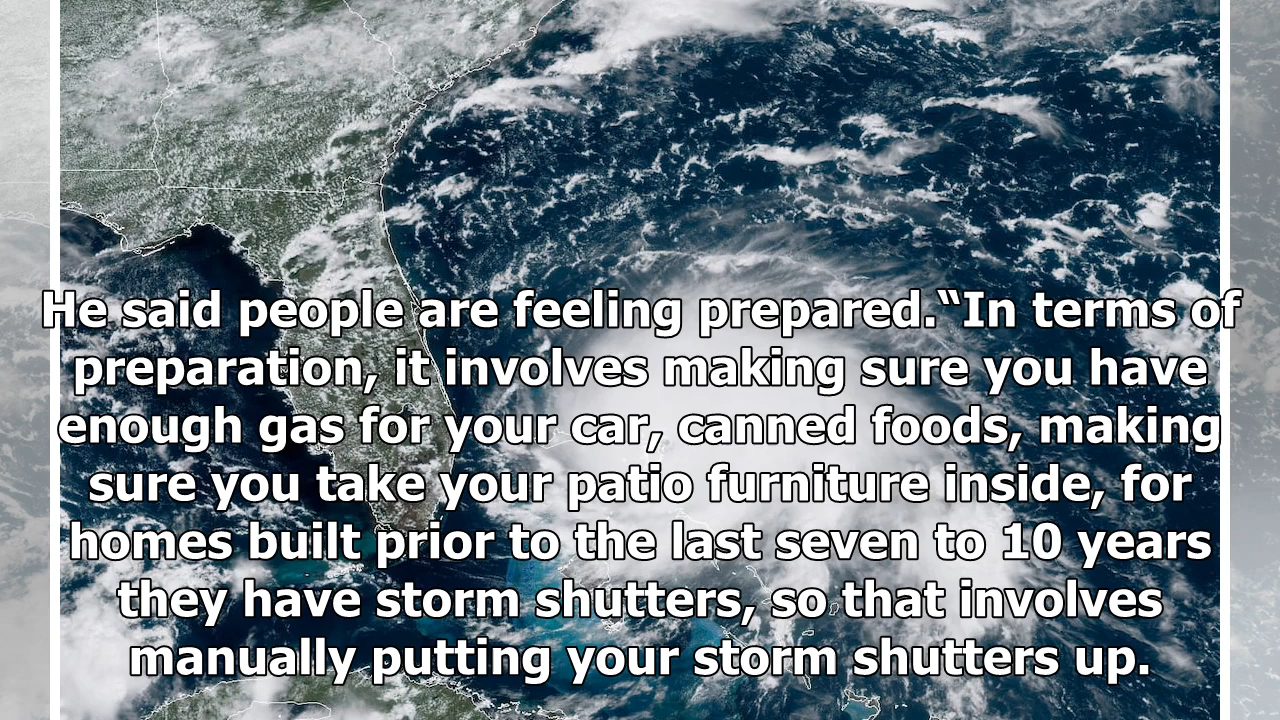 He said people are feeling prepared.“In terms of
preparation, it involves making sure you have
enough gas for your car, canned foods, making
sure you take your patio furniture inside, for
homes built prior to the last seven to 10 years
they have storm shutters, so that involves
manually putting your storm shutters up.